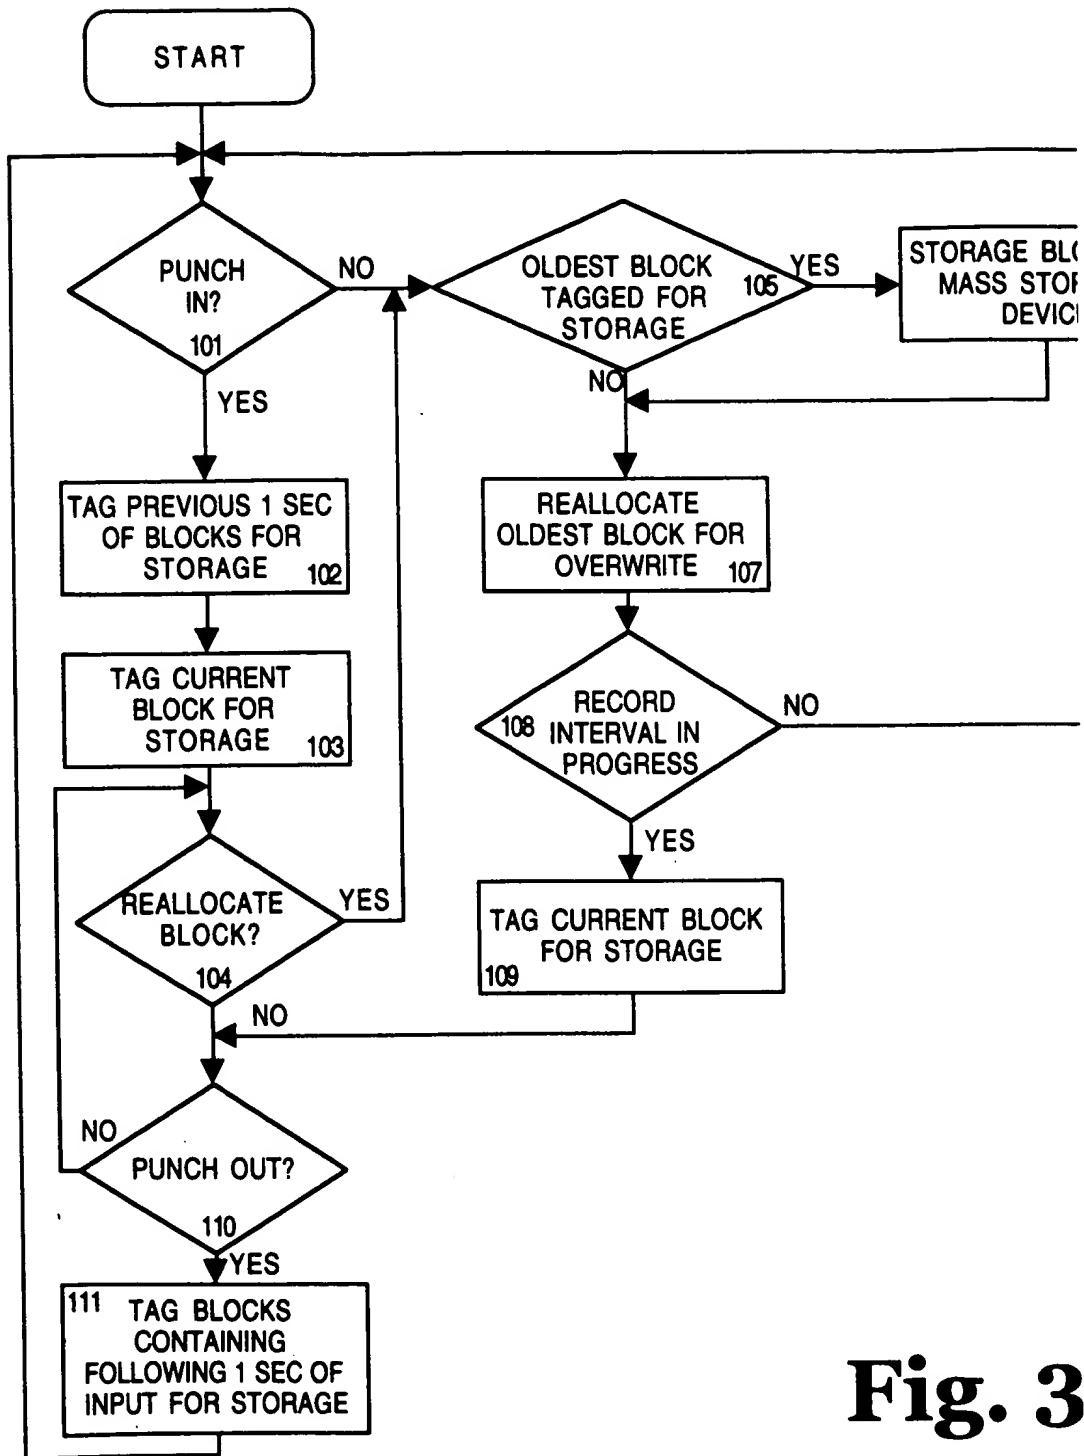 START
PUNCH
IN?
101
NO
YES
TAG PREVIOUS 1 SEC
OF BLOCKS FOR
STORAGE 102
TAG CURRENT
BLOCK FOR
STORAGE 103
REALLOCATE
BLOCK?
104
YES
NO
PUNCH OUT?
110
NO
YES
111 TAG BLOCKS
CONTAINING
FOLLOWING 1 SEC OF
INPUT FOR STORAGE
OLDEST BLOCK
TAGGED FOR
STORAGE
105
YES
NO
STORAGE
MASS
REALLOCATE
OLDEST BLOCK FOR
OVERWRITE 107
RECORD
INTERVAL IN
PROGRESS
108
NO
YES
TAG CURRENT BLOCK
FOR STORAGE
109
Fig. 3